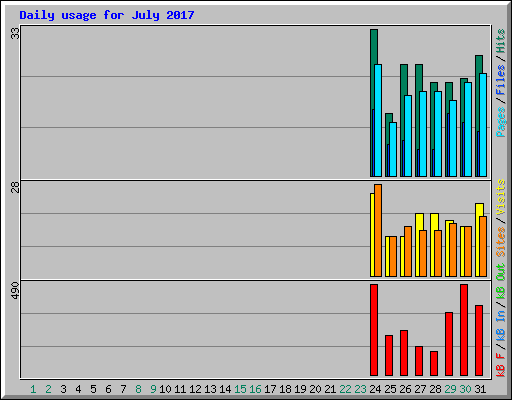 Daily usage for July 2017
33
28
490
Pages / Files / Hits
Sites / Visits
kB F / kB In / kB Out
1 2 3 4 5 6 7 8 9 10 11 12 13 14 15 16 17 18 19 20 21 22 23 24 25 26 27 28 29 30 31